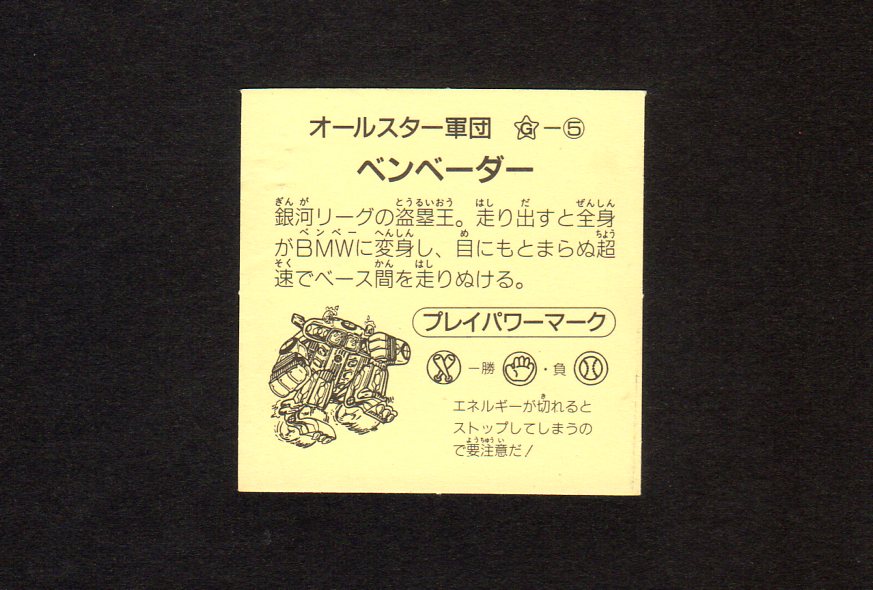 オールスター軍団 ☆G-⑤
ベンベーダー
銀河リーグの盗塁王。走り出すと全身
がBMWに変身し、目にもとまらぬ超
速でベース間を走りぬける。
プレイパワーマーク
一勝 ・負
エネルギーが切れると
ストップしてしまうの
で要注意だ!